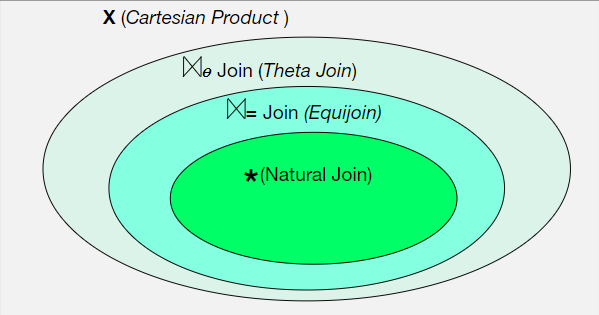 X (Cartesian Product )
⋈ɵ Join (Theta Join)
⋈= Join (Equijoin)
*(Natural Join)